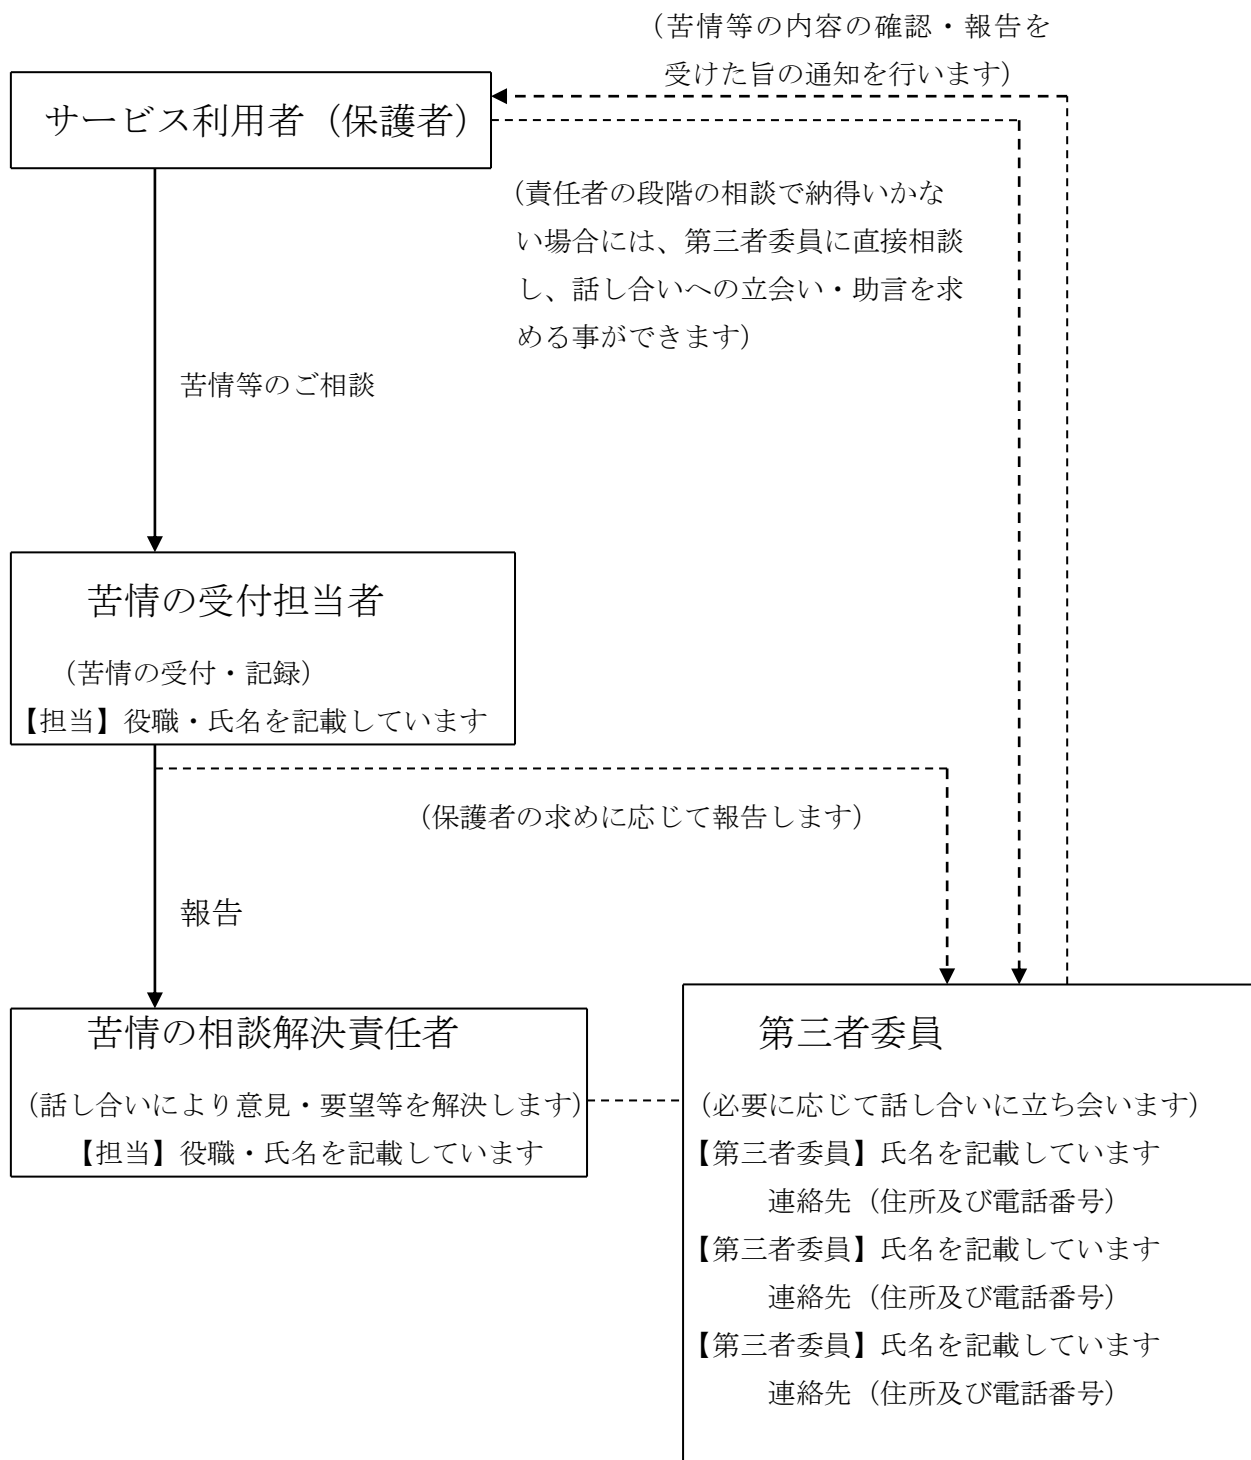 (苦情等の内容の確認・報告を
受けた旨の通知を行います)
サービス利用者(保護者)
(責任者の段階の相談で納得いかな
い場合には、第三者委員に直接相談
し、話し合いへの立会い・助言を求
める事ができます)
苦情等のご相談
苦情の受付担当者
(苦情の受付・記録)
【担当】役職・氏名を記載しています
(保護者の求めに応じて報告します)
報告
苦情の相談解決責任者
(話し合いにより意見・要望等を解決します)
【担当】役職・氏名を記載しています
第三者委員
(必要に応じて話し合いに立ち会います)
【第三者委員】氏名を記載しています
連絡先(住所及び電話番号)
【第三者委員】氏名を記載しています
連絡先(住所及び電話番号)
【第三者委員】氏名を記載しています
連絡先(住所及び電話番号)